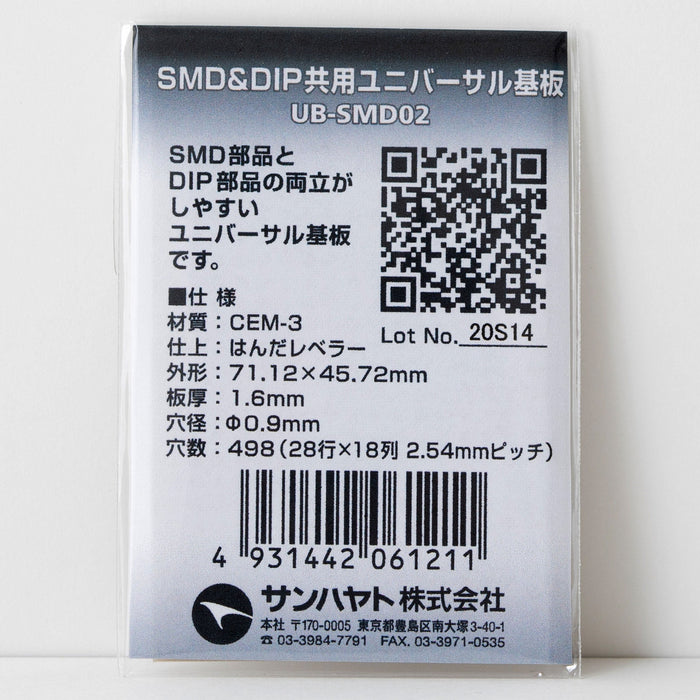 SMD&DIP共用ユニバーサル基板
UB-SMD02
SMD部品と
DIP部品の両立が
しやすい
ユニバーサル基板
です。
Lot No. 20S14
■仕 様
材質：CEM-3
仕上：はんだレベラー
外形：71.12×45.72mm
板厚：1.6mm
穴径：Φ0.9mm
穴数：498（28行×18列 2.54mmピッチ）
4 931442 061211
サンハヤト株式会社
本社 〒170-0005 東京都豊島区南大塚3-40-1
☎ 03-3984-7791 FAX. 03-3971-0535